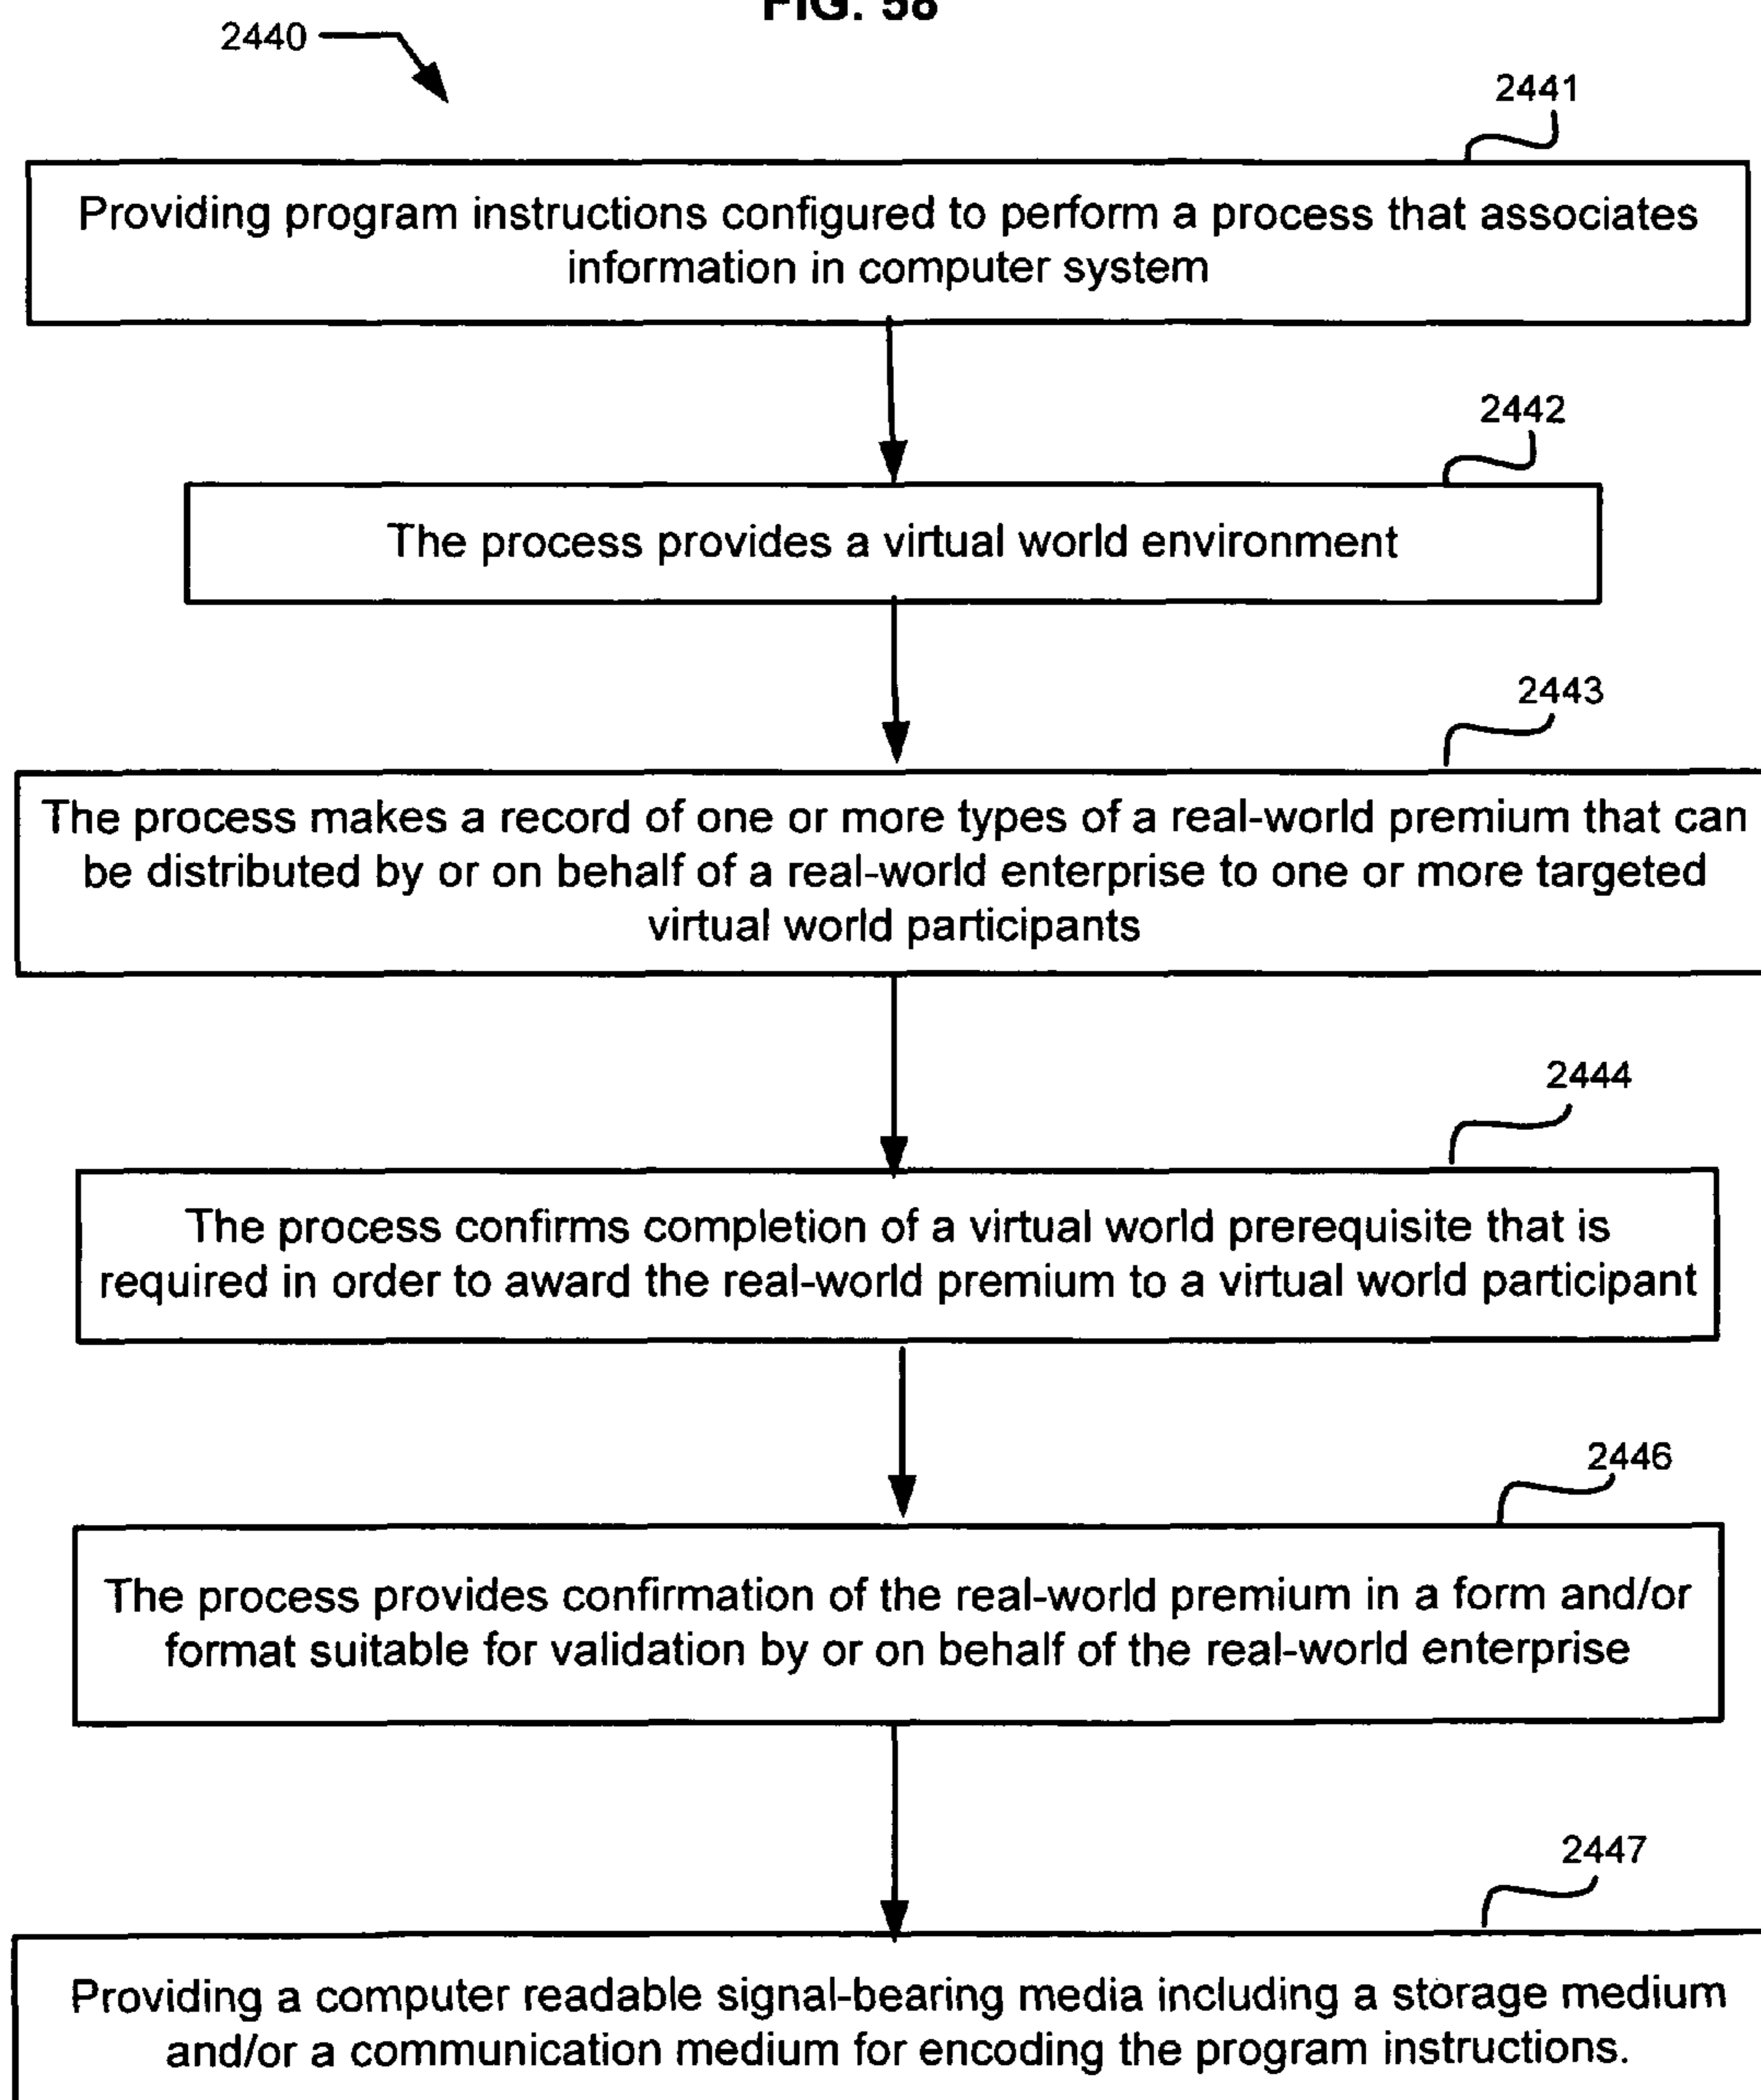 FIG. 58
2440
2441
Providing program instructions configured to perform a process that associates
information in computer system
2442
The process provides a virtual world environment
2443
The process makes a record of one or more types of a real-world premium that can
be distributed by or on behalf of a real-world enterprise to one or more targeted
virtual world participants
2444
The process confirms completion of a virtual world prerequisite that is
required in order to award the real-world premium to a virtual world participant
2446
The process provides confirmation of the real-world premium in a form and/or
format suitable for validation by or on behalf of the real-world enterprise
2447
Providing a computer readable signal-bearing media including a storage medium
and/or a communication medium for encoding the program instructions.